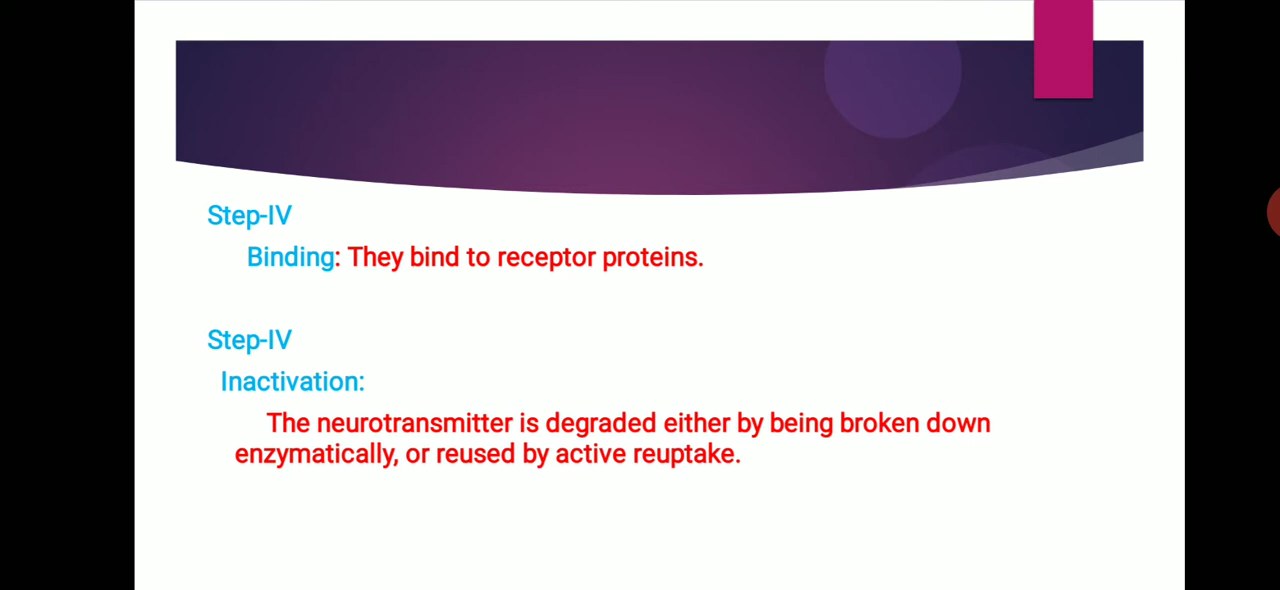 Step-IV
Binding: They bind to receptor proteins.
Step-IV
Inactivation:
The neurotransmitter is degraded either by being broken down
enzymatically, or reused by active reuptake.